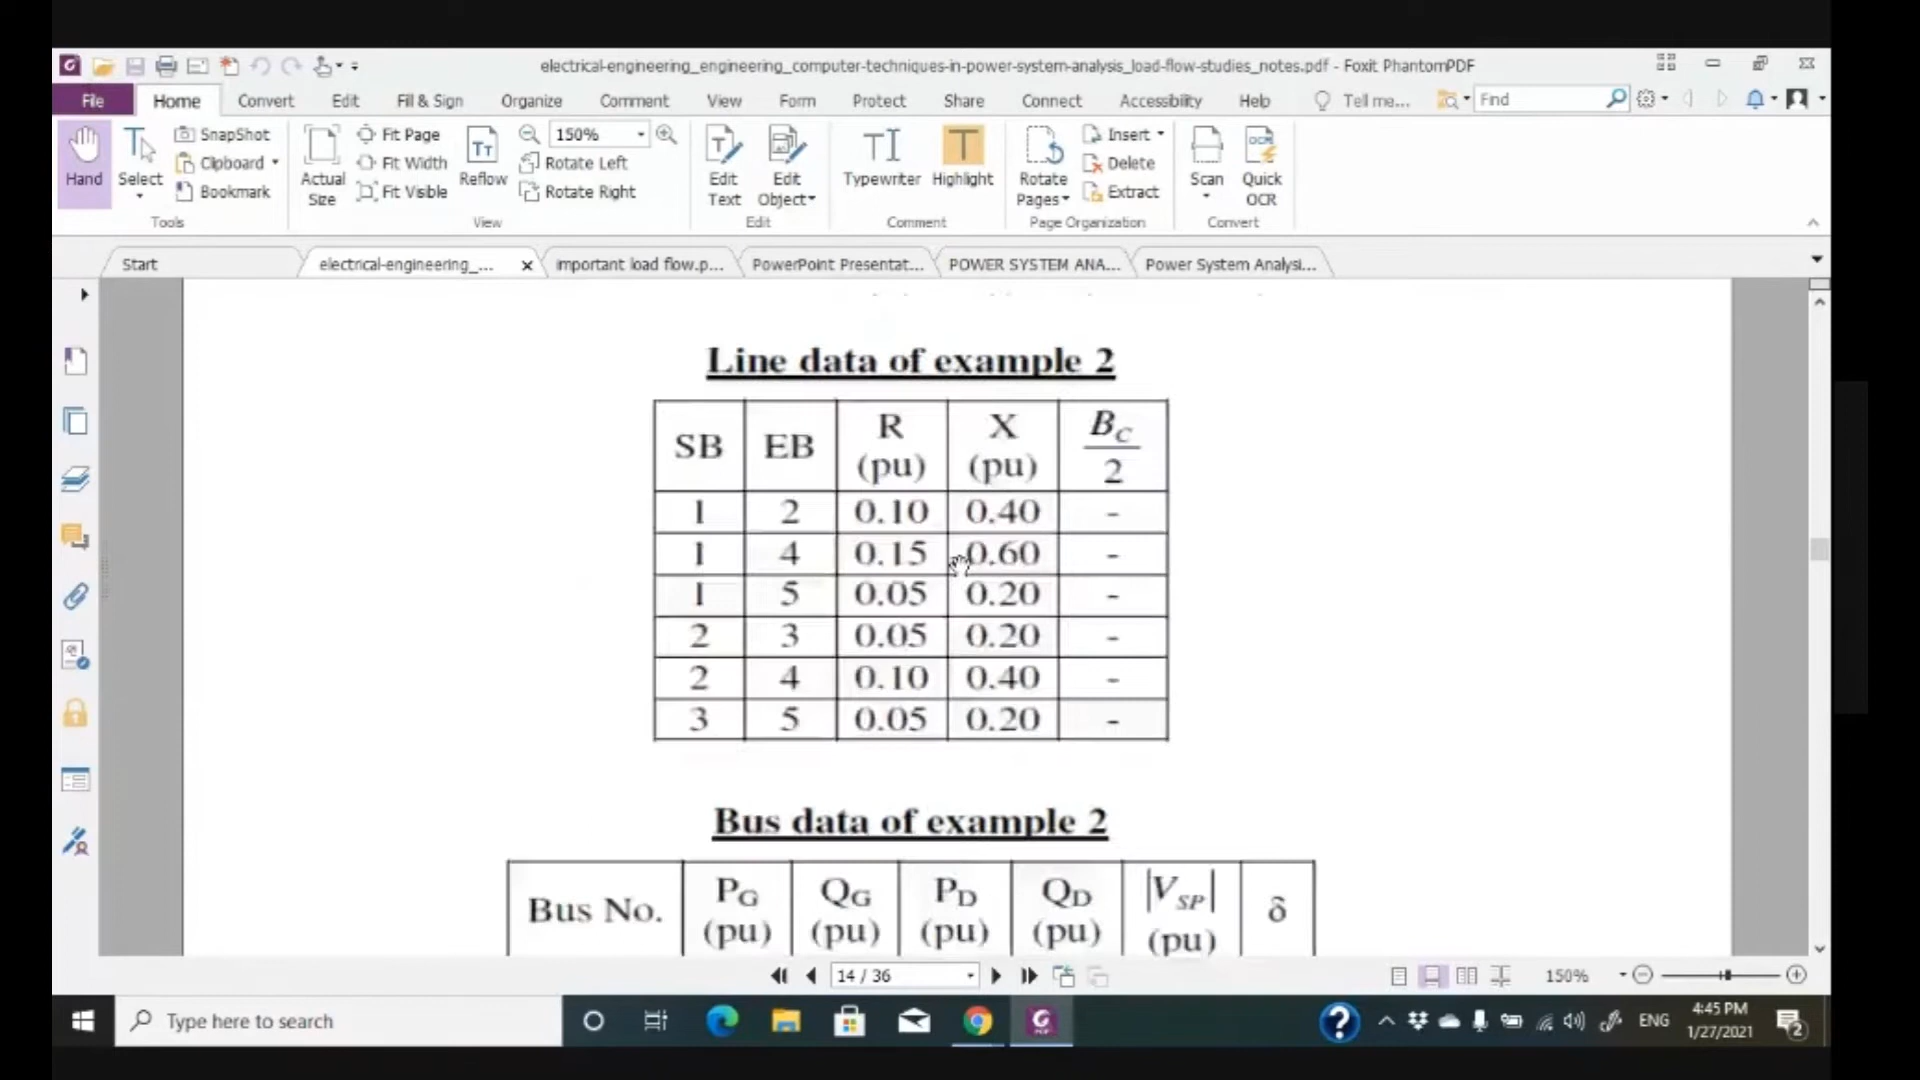 electrical-engineering_engineering_computer-techniques-in-power-system-analysis_load-flow-studies_notes.pdf - Foxit PhantomPDF
File Home Convert Edit Fill & Sign Organize Comment View Form Protect Share Connect Accessibility Help Tell me... Find
Hand
Select
SnapShot
Clipboard
Bookmark
Tools
Actual Size
Fit Page
Fit Width
Fit Visible
Reflow
150%
Rotate Left
Rotate Right
View
Edit Text
Edit Object
Edit
Typewriter
Highlight
Comment
Rotate Pages
Insert
Delete
Extract
Page Organization
Scan
Quick OCR
Convert
Start electrical-engineering_... important load flow.p... PowerPoint Presentat... POWER SYSTEM ANA... Power System Analysi...
Line data of example 2
SB EB R (pu) X (pu) B_C/2
1 2 0.10 0.40 -
1 4 0.15 0.60 -
1 5 0.05 0.20 -
2 3 0.05 0.20 -
2 4 0.10 0.40 -
3 5 0.05 0.20 -
Bus data of example 2
Bus No. PG (pu) QG (pu) PD (pu) QD (pu) |V_SP| (pu) δ
14 / 36 150%
Type here to search
ENG
4:45 PM
1/27/2021
2